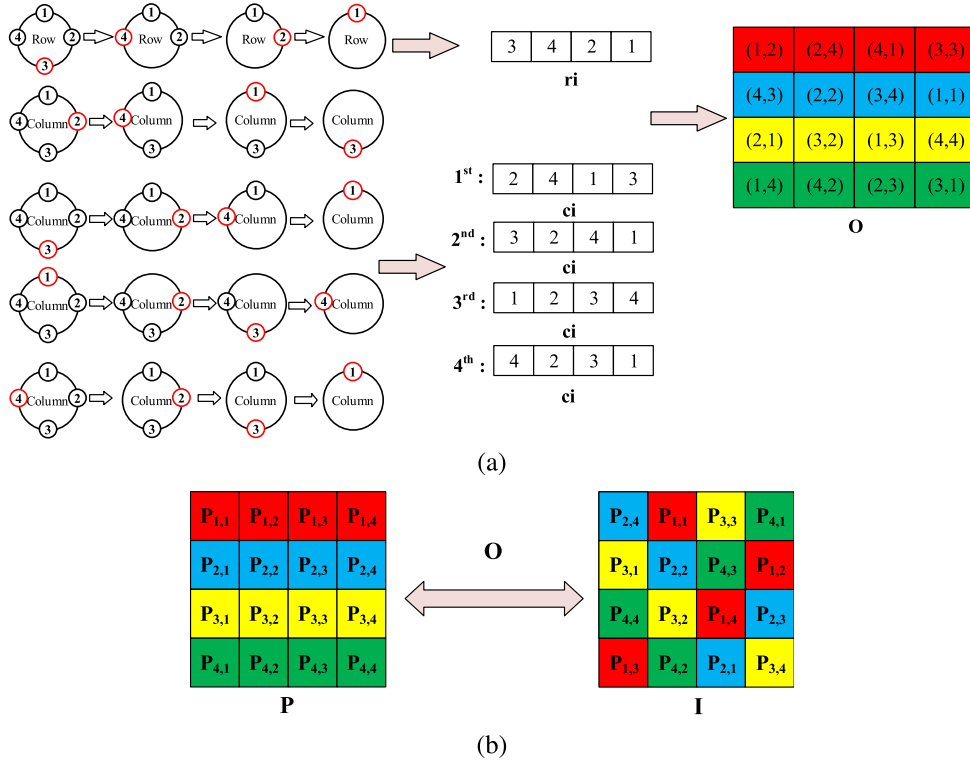 1 4 Row 2 3
4 Row 2 1
Row 2 1
1 Row
3 4 2 1
ri
1 4 Column 2 3
1 4 Column 3
1 Column 3
Column 3
1 4 Column 2 3
1 4 Column 2
1 4 Column
1 Column
1 4 Column 2 3
4 Column 2 3
4 Column 3
4 Column
1 4 Column 2 3
1 Column 2 3
1 Column 3
1 Column
1st : 2 4 1 3
ci
2nd : 3 2 4 1
ci
3rd : 1 2 3 4
ci
4th : 4 2 3 1
ci
(1,2) (2,4) (4,1) (3,3)
(4,3) (2,2) (3,4) (1,1)
(2,1) (3,2) (1,3) (4,4)
(1,4) (4,2) (2,3) (3,1)
O
(a)
P1,1 P1,2 P1,3 P1,4
P2,1 P2,2 P2,3 P2,4
P3,1 P3,2 P3,3 P3,4
P4,1 P4,2 P4,3 P4,4
P
O
P2,4 P1,1 P3,3 P4,1
P3,1 P2,2 P4,3 P1,2
P4,4 P3,2 P1,4 P2,3
P1,3 P4,2 P2,1 P3,4
I
(b)